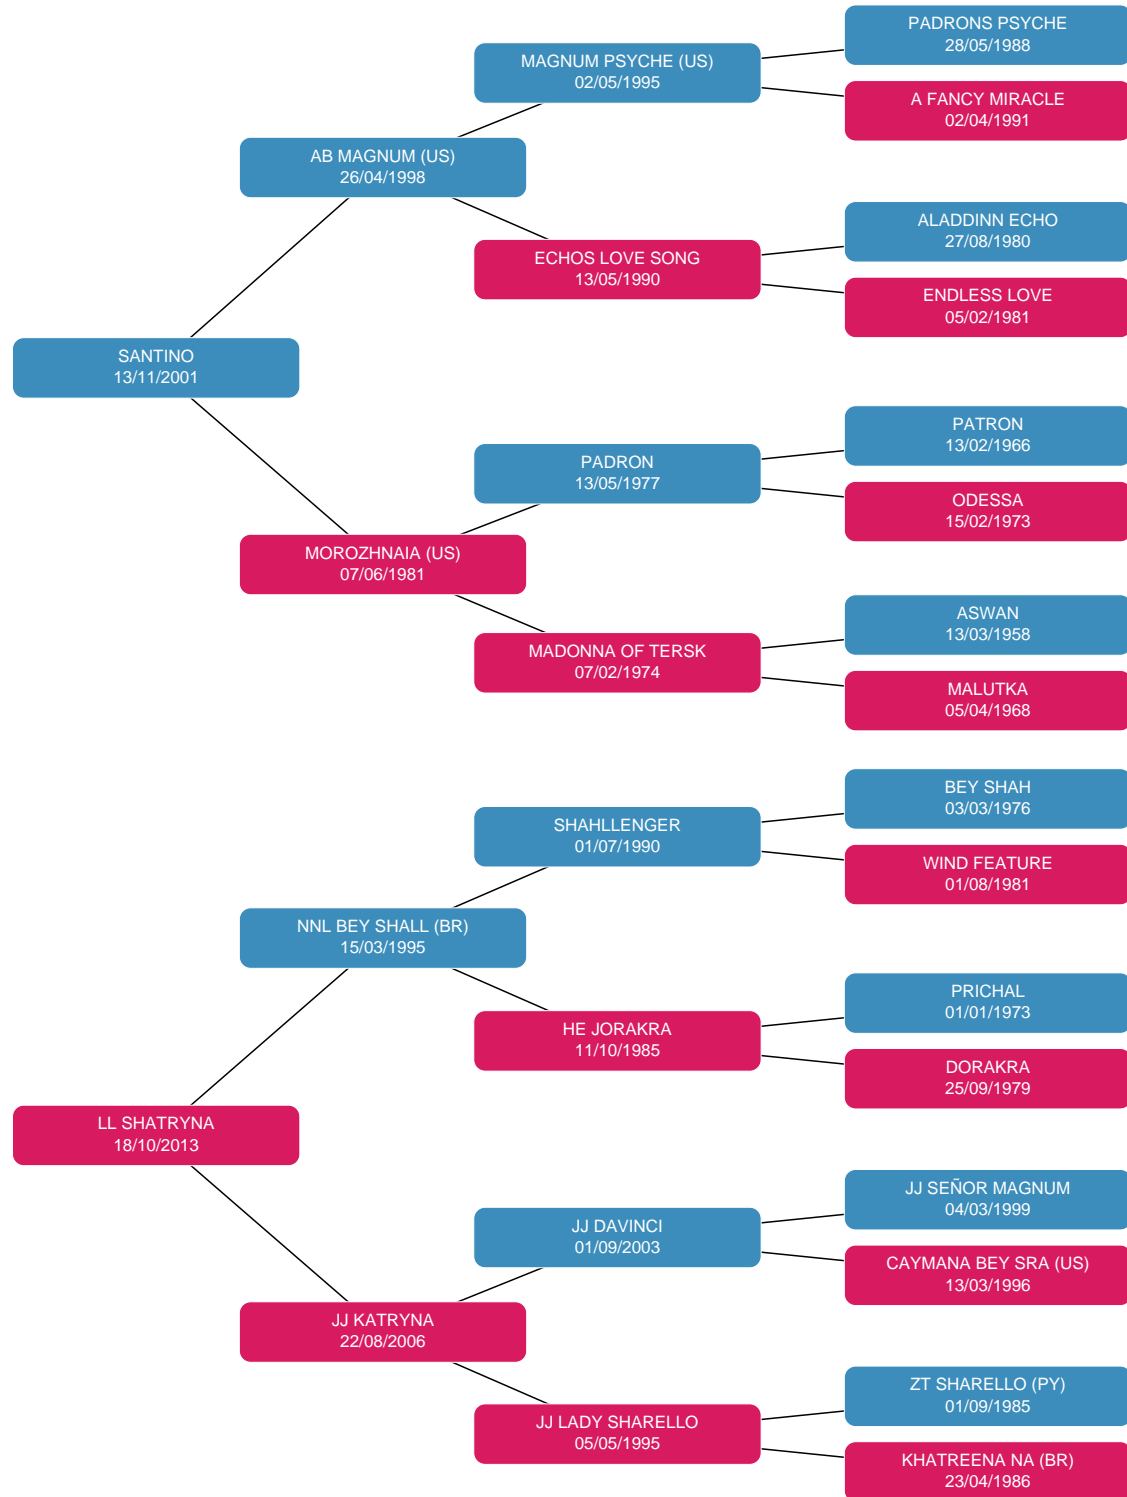 PADRONS PSYCHE
28/05/1988
MAGNUM PSYCHE (US)
02/05/1995
A FANCY MIRACLE
02/04/1991
AB MAGNUM (US)
26/04/1998
ALADDINN ECHO
27/08/1980
ECHOS LOVE SONG
13/05/1990
ENDLESS LOVE
05/02/1981
SANTINO
13/11/2001
PATRON
13/02/1966
PADRON
13/05/1977
ODESSA
15/02/1973
MOROZHNAIA (US)
07/06/1981
ASWAN
13/03/1958
MADONNA OF TERSK
07/02/1974
MALUTKA
05/04/1968
BEY SHAH
03/03/1976
SHAHLLENGER
01/07/1990
WIND FEATURE
01/08/1981
NNL BEY SHALL (BR)
15/03/1995
PRICHAL
01/01/1973
HE JORAKRA
11/10/1985
DORAKRA
25/09/1979
LL SHATRYNA
18/10/2013
JJ SEÑOR MAGNUM
04/03/1999
JJ DAVINCI
01/09/2003
CAYMANA BEY SRA (US)
13/03/1996
JJ KATRYNA
22/08/2006
ZT SHARELLO (PY)
01/09/1985
JJ LADY SHARELLO
05/05/1995
KHATREENA NA (BR)
23/04/1986